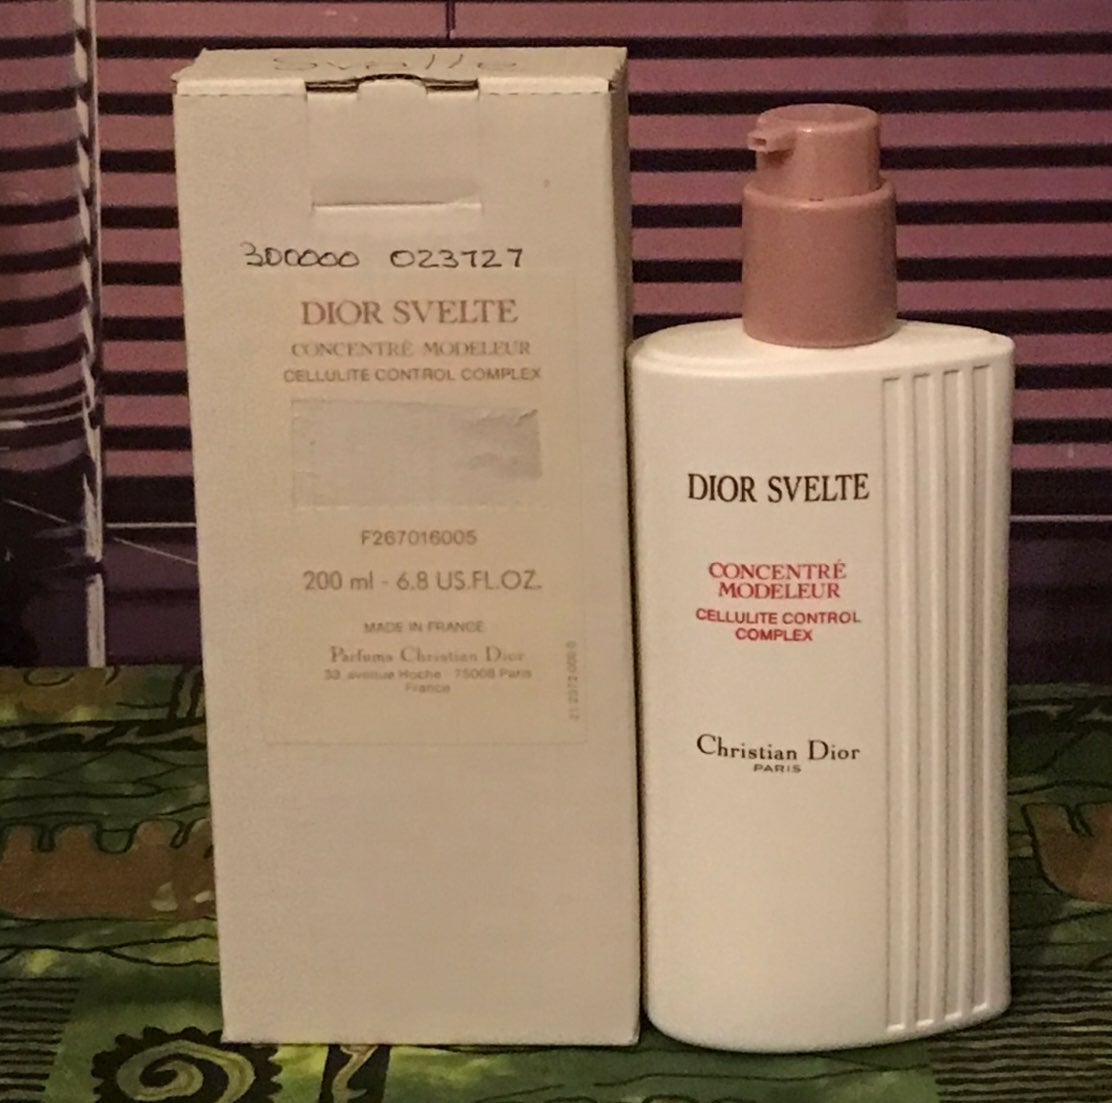 Svelte
300000 023727
DIOR SVELTE
CONCENTRÉ MODELEUR
CELLULITE CONTROL COMPLEX
F267016005
200 ml - 6.8 US.FL.OZ.
MADE IN FRANCE
Parfums Christian Dior
33 avenue Hoche 75008 Paris
France
DIOR SVELTE
CONCENTRÉ
MODELEUR
CELLULITE CONTROL
COMPLEX
Christian Dior
PARIS